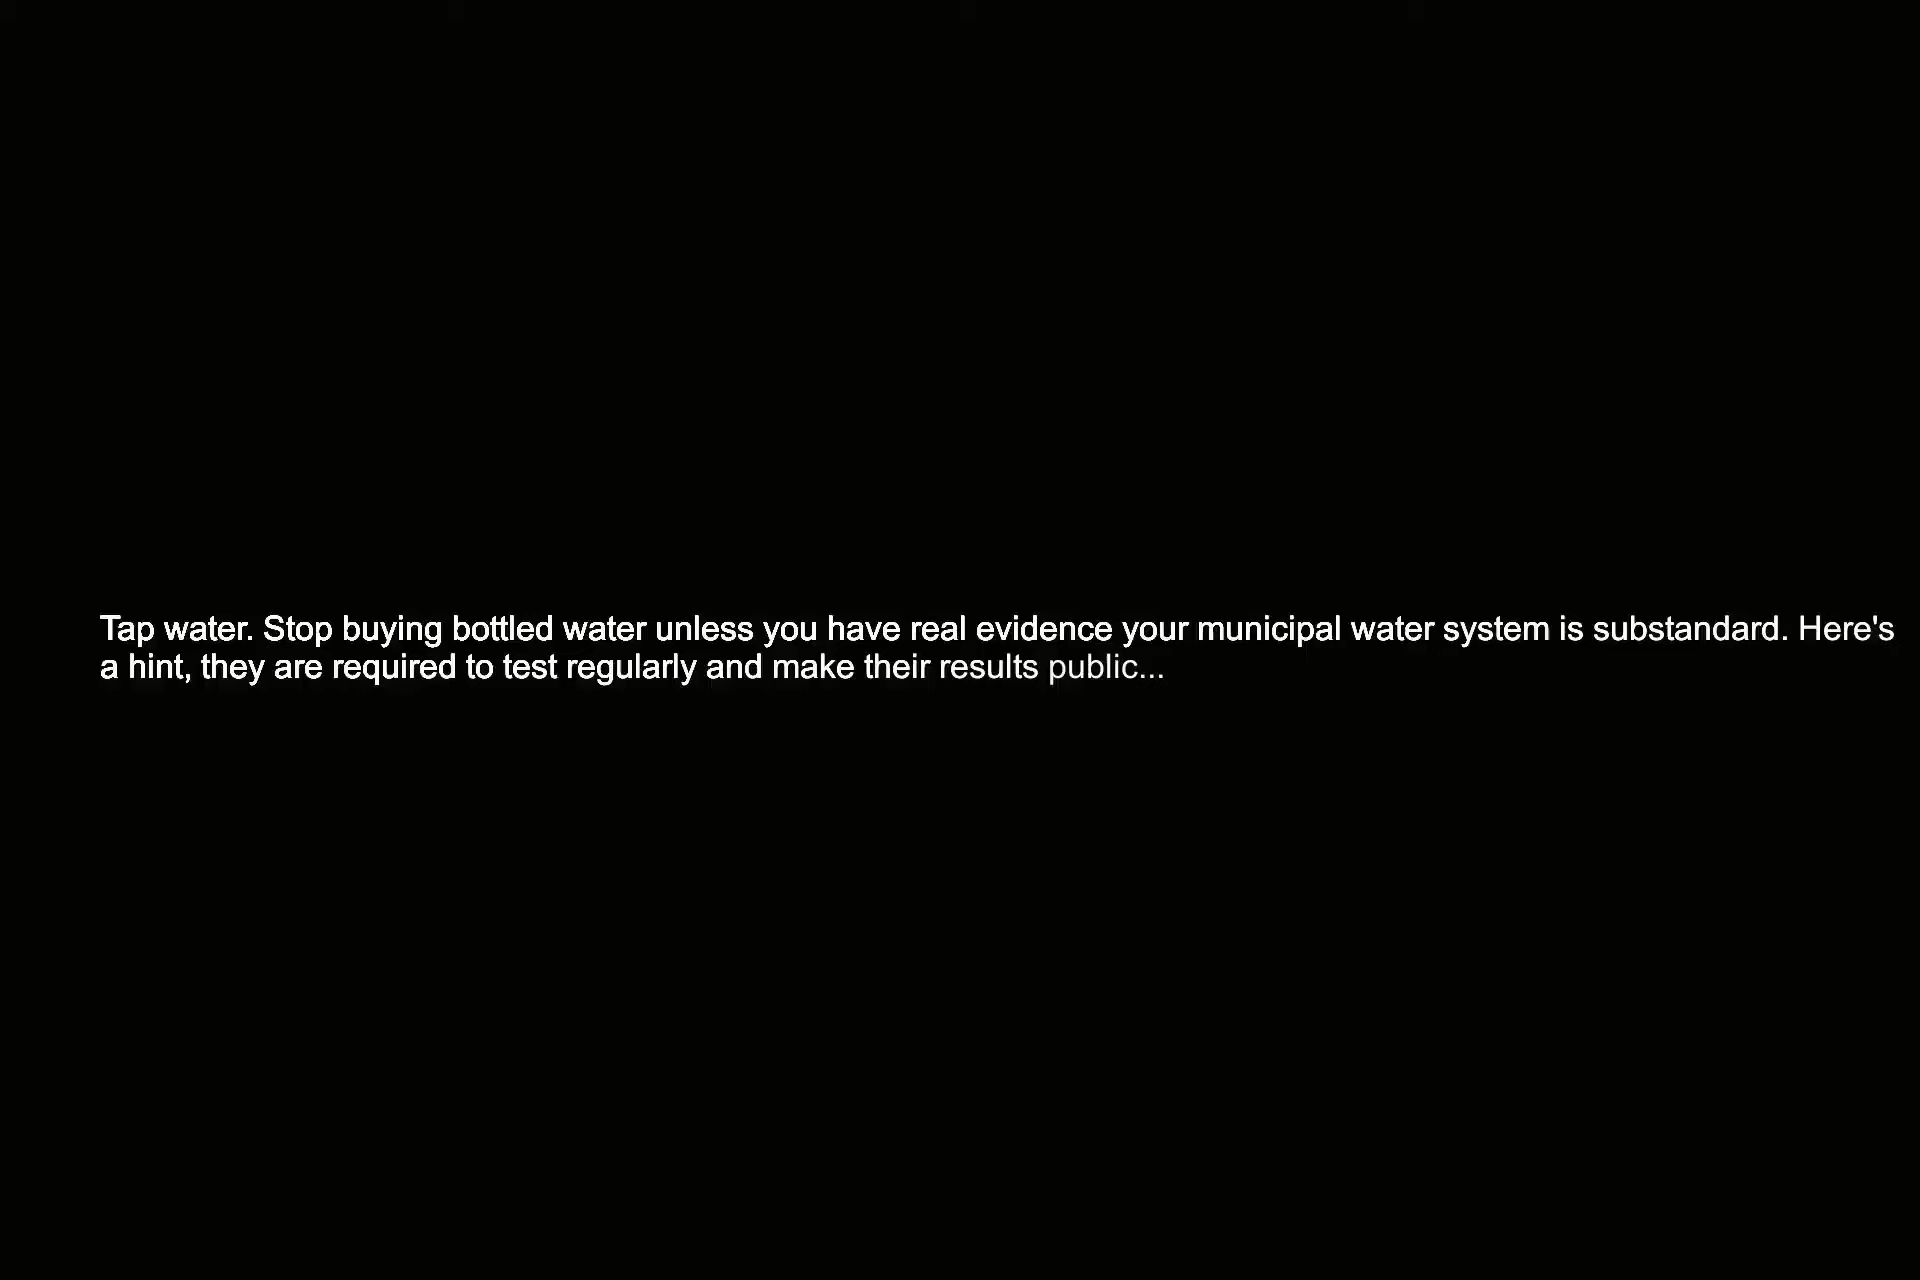 Tap water. Stop buying bottled water unless you have real evidence your municipal water system is substandard. Here's
a hint, they are required to test regularly and make their results public...